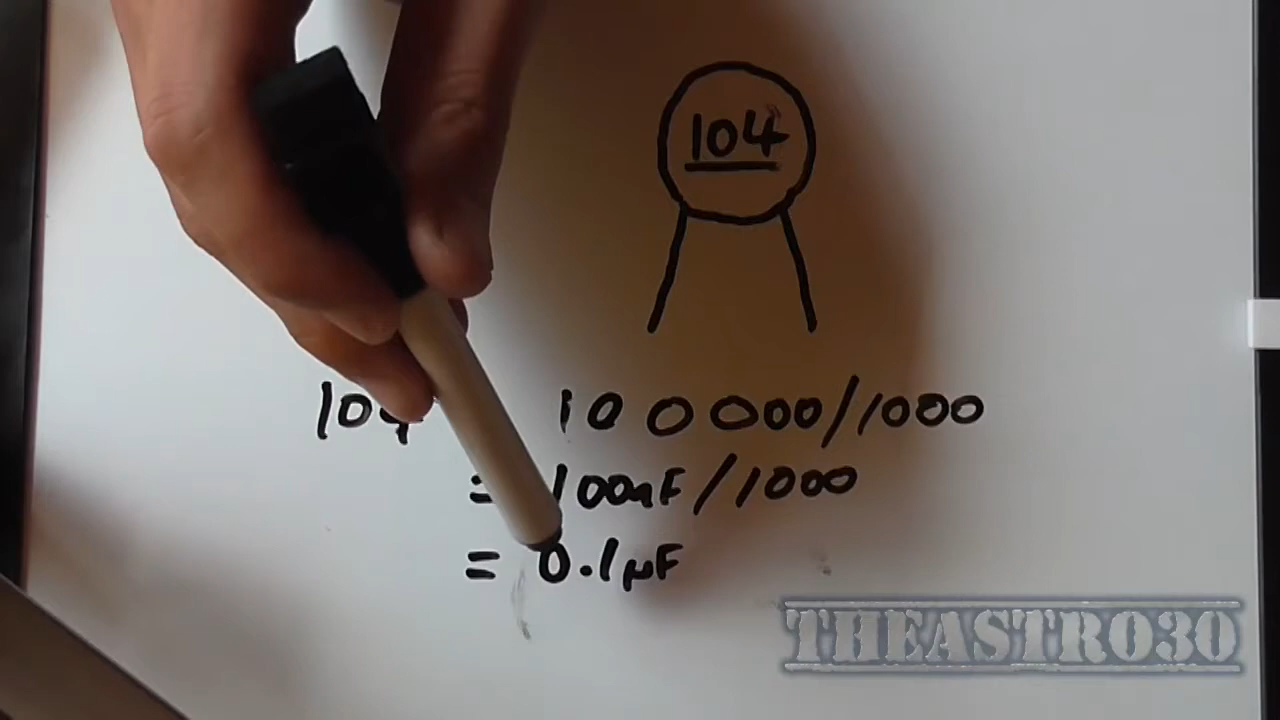 104
104 100000/1000
= 100nF/1000
= 0.1µF
THEASTRO30